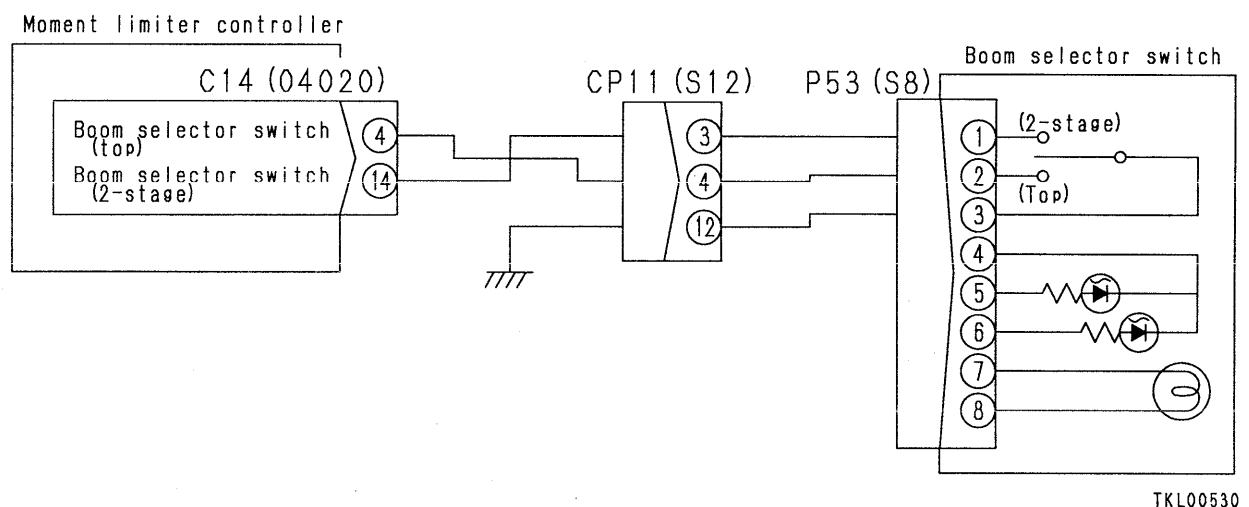 Moment limiter controller
Boom selector switch
C14 (04020)
CP11 (S12)
P53 (S8)
Boom selector switch
(top)
4
Boom selector switch
(2-stage)
14
3
4
12
1
(2-stage)
2
(Top)
3
4
5
6
7
8
TKL00530